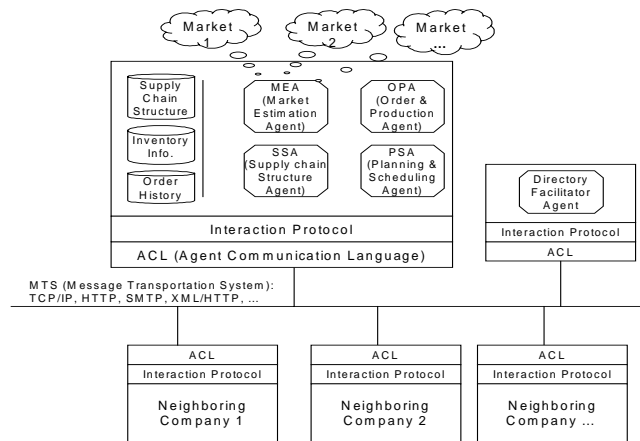 Market
1
Market
2
Market
...
Supply
Chain
Structure
Inventory
Info.
Order
History
MEA
(Market
Estimation
Agent)
OPA
(Order &
Production
Agent)
SSA
(Supply chain
Structure
Agent)
PSA
(Planning &
Scheduling
Agent)
Interaction Protocol
ACL (Agent Communication Language)
Directory
Facilitator
Agent
Interaction Protocol
ACL
MTS (Message Transportation System):
TCP/IP, HTTP, SMTP, XML/HTTP, ...
ACL
Interaction Protocol
Neighboring
Company 1
ACL
Interaction Protocol
Neighboring
Company 2
ACL
Interaction Protocol
Neighboring
Company ...